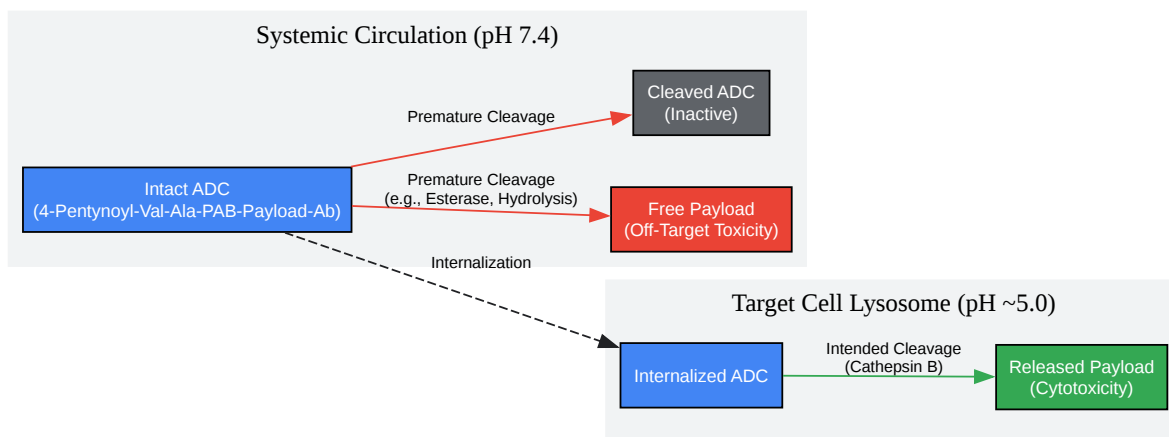 Systemic Circulation (pH 7.4)
Cleaved ADC
(Inactive)
Premature Cleavage
Intact ADC
(4-Pentynoyl-Val-Ala-PAB-Payload-Ab)
Premature Cleavage
(e.g., Esterase, Hydrolysis)
Free Payload
(Off-Target Toxicity)
Internalization
Target Cell Lysosome (pH ~5.0)
Internalized ADC
Intended Cleavage
(Cathepsin B)
Released Payload
(Cytotoxicity)